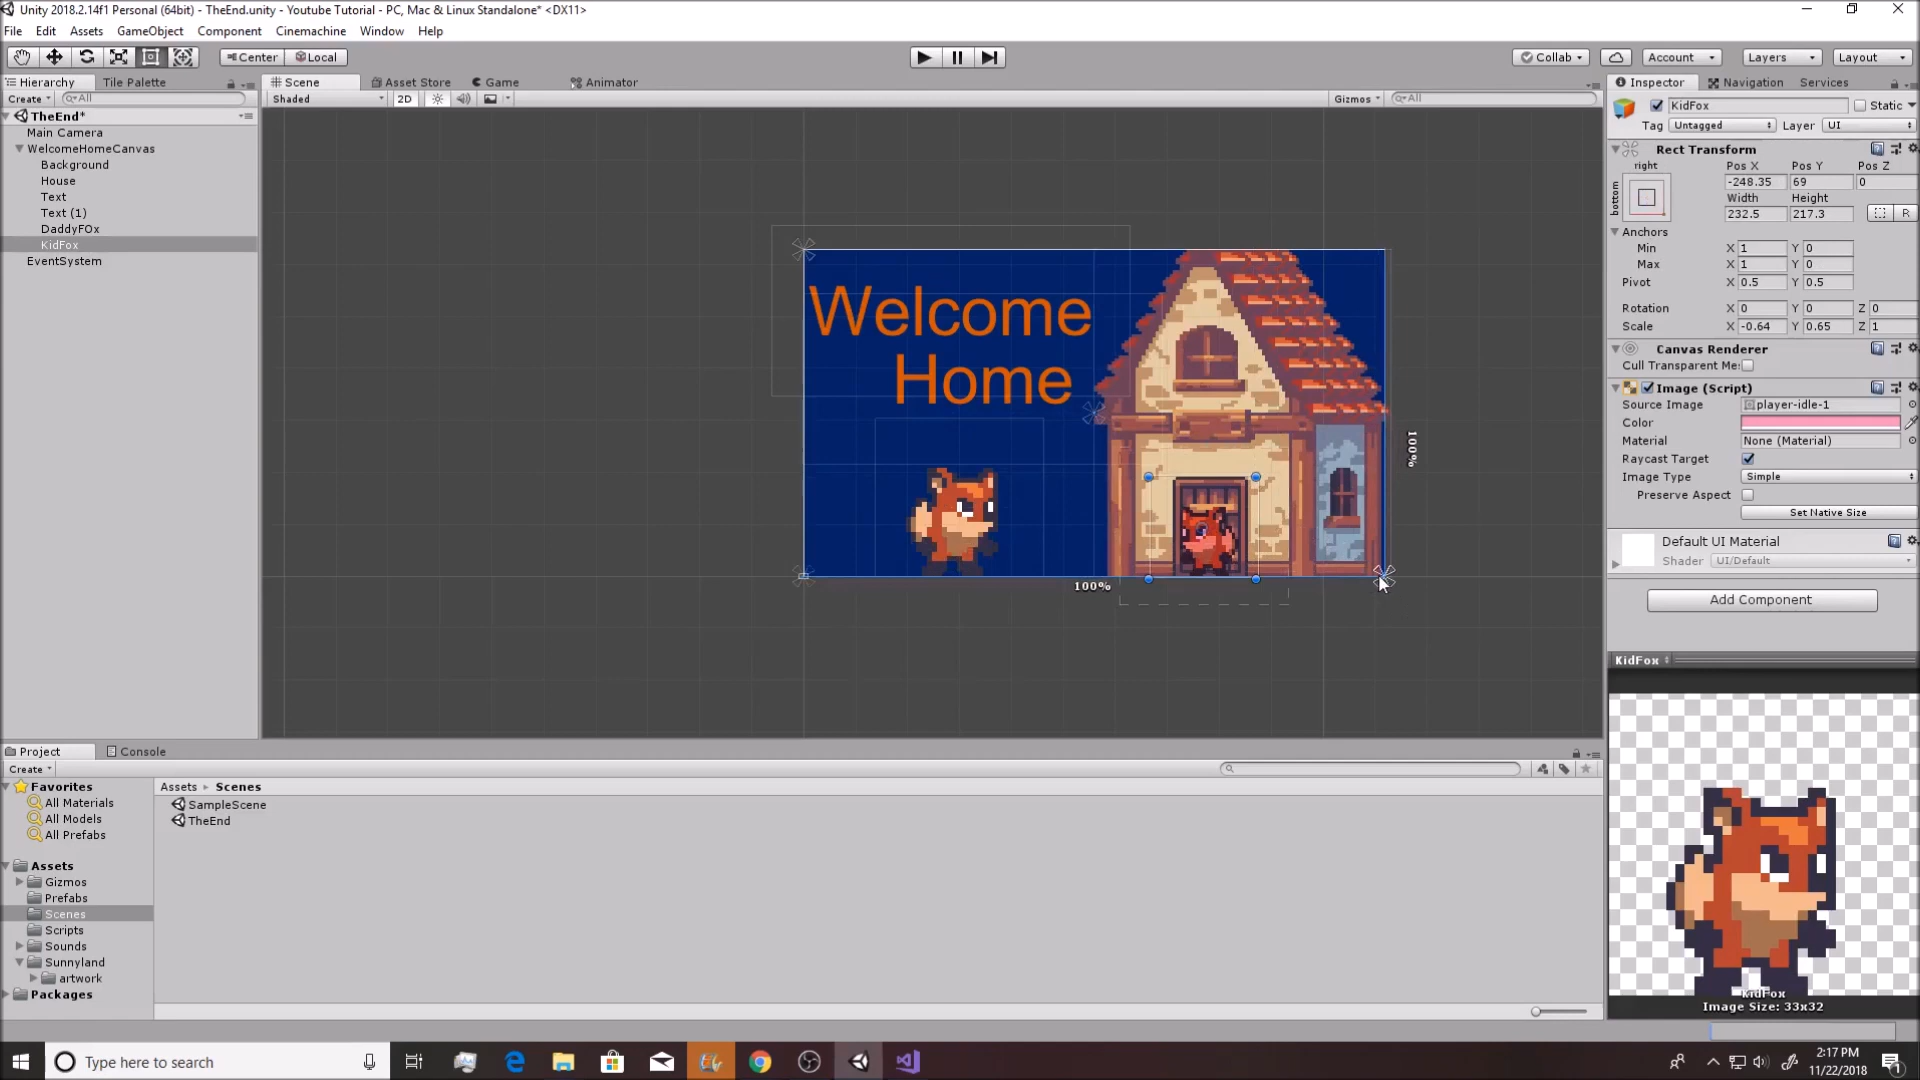 Unity 2018.2.14f1 Personal (64bit) - TheEnd.unity - Youtube Tutorial - PC, Mac & Linux Standalone* <DX11>
File Edit Assets GameObject Component Cinemachine Window Help
Center Local Collab Account Layers Layout
Hierarchy Tile Palette Scene Asset Store Game Animator Inspector Navigation Services
Create All Shaded 2D Gizmos All
KidFox Static
Tag Untagged Layer UI
TheEnd*
Main Camera
WelcomeHomeCanvas
Background
House
Text
Text (1)
DaddyFOx
KidFox
EventSystem
Welcome
Home
100%
100%
Rect Transform
right Pos X Pos Y Pos Z
bottom -248.35 69 0
Width Height
232.5 217.3 R
Anchors
Min X 1 Y 0
Max X 1 Y 0
Pivot X 0.5 Y 0.5
Rotation X 0 Y 0 Z 0
Scale X -0.64 Y 0.65 Z 1
Canvas Renderer
Cull Transparent Me:
Image (Script)
Source Image player-idle-1
Color
Material None (Material)
Raycast Target
Image Type Simple
Preserve Aspect
Set Native Size
Default UI Material
Shader UI/Default
Add Component
KidFox
KidFox
Image Size: 33x32
Project Console
Create
Favorites
All Materials
All Models
All Prefabs
Assets
Gizmos
Prefabs
Scenes
Scripts
Sounds
Sunnyland
artwork
Packages
Assets Scenes
SampleScene
TheEnd
Type here to search
2:17 PM
11/22/2018
1